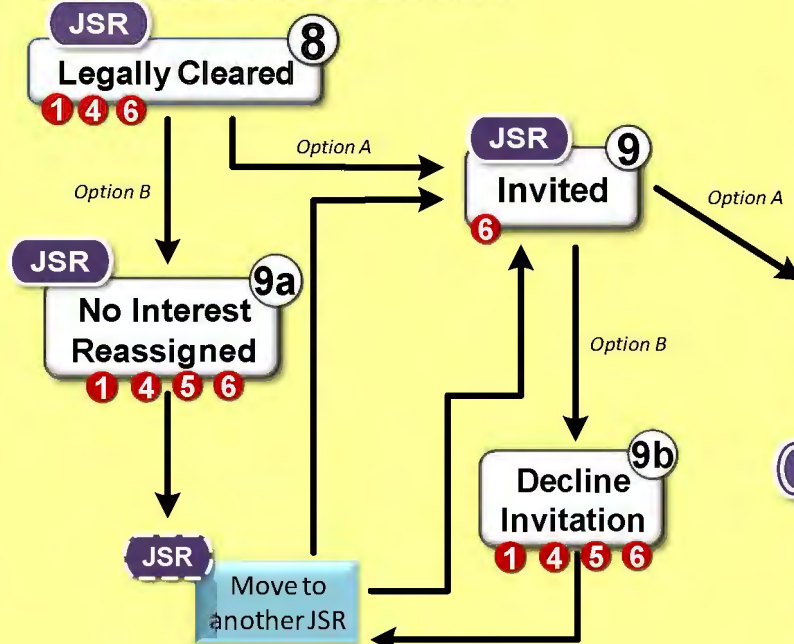 JSR
8
Legally Cleared
1 4 6
Option A
Option B
JSR
9
Invited
6
Option A
JSR
9a
No Interest
Reassigned
1 4 5 6
Option B
9b
Decline
Invitation
1 4 5 6
JSR
Move to
another JSR